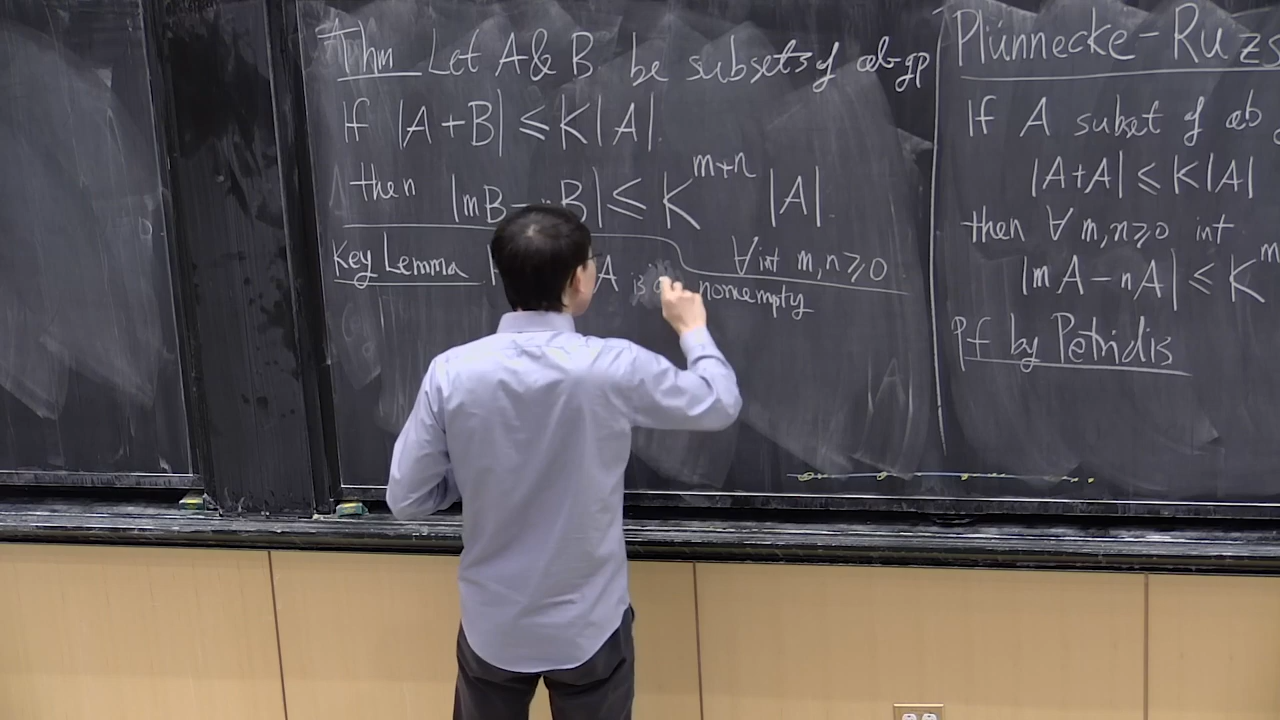 Thm Let A & B be subsets of ab gp
If |A+B| ≤ K|A|.
then |mB - nB| ≤ K^{m+n} |A|.
∀ int m, n ≥ 0
Key Lemma A is nonempty
Plünnecke-Ruzs
If A subset of ab
|A+A| ≤ K|A|
then ∀ m, n ≥ 0 int
|mA - nA| ≤ K^m
Pf by Petridis